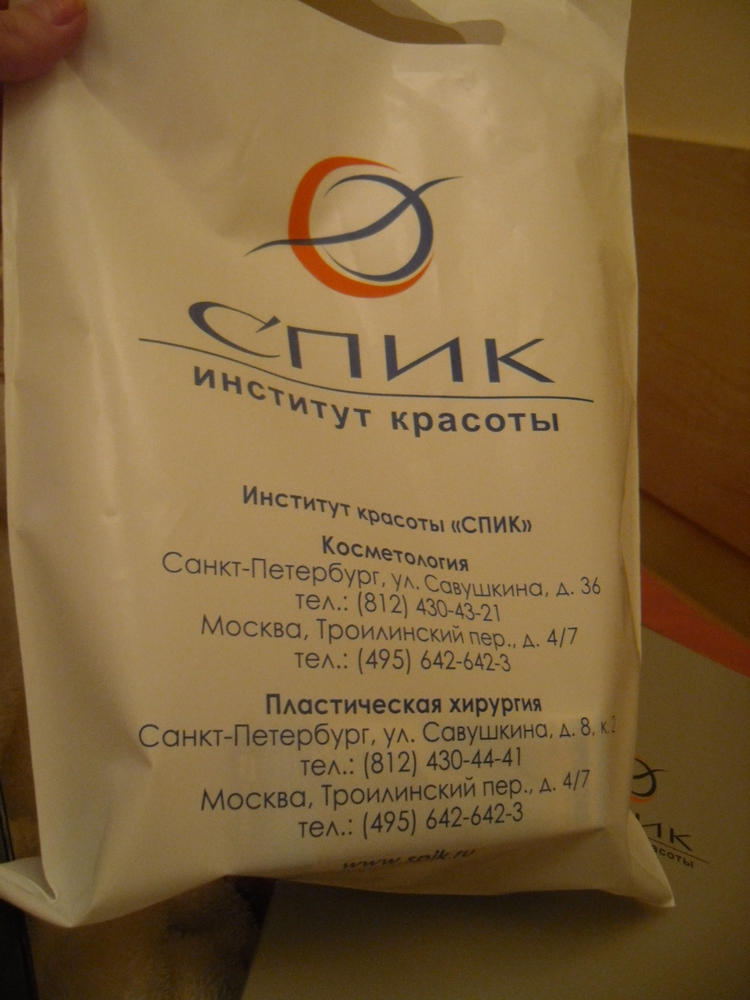 СПИК
институт красоты
Институт красоты «СПИК»
Косметология
Санкт-Петербург, ул. Савушкина, д. 36
тел.: (812) 430-43-21
Москва, Троилинский пер., д. 4/7
тел.: (495) 642-642-3
Пластическая хирургия
Санкт-Петербург, ул. Савушкина, д. 8, к.2
тел.: (812) 430-44-41
Москва, Троилинский пер., д. 4/7
тел.: (495) 642-642-3
www.spik.ru